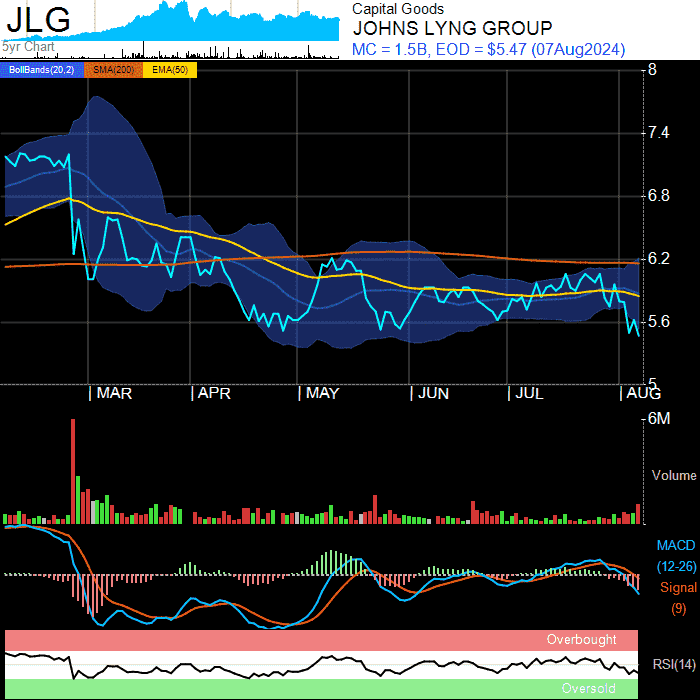 JLG
5yr Chart
Capital Goods
JOHNS LYNG GROUP
MC = 1.5B, EOD = $5.47 (07Aug2024)
BollBands(20,2) SMA(200) EMA(50)
8
7.4
6.8
6.2
5.6
5
| MAR | APR | MAY | JUN | JUL | AUG
6M
Volume
MACD
(12-26)
Signal
(9)
Overbought
RSI(14)
Oversold